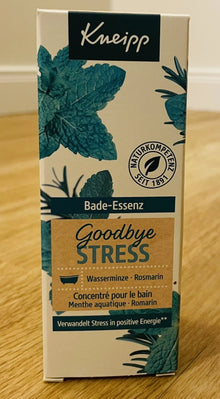 Kneipp
NATURKOMPETENZ
SEIT 1891
Bade-Essenz
Goodbye
STRESS
Wasserminze · Rosmarin
Concentré pour le bain
Menthe aquatique · Romarin
Verwandelt Stress in positive Energie**